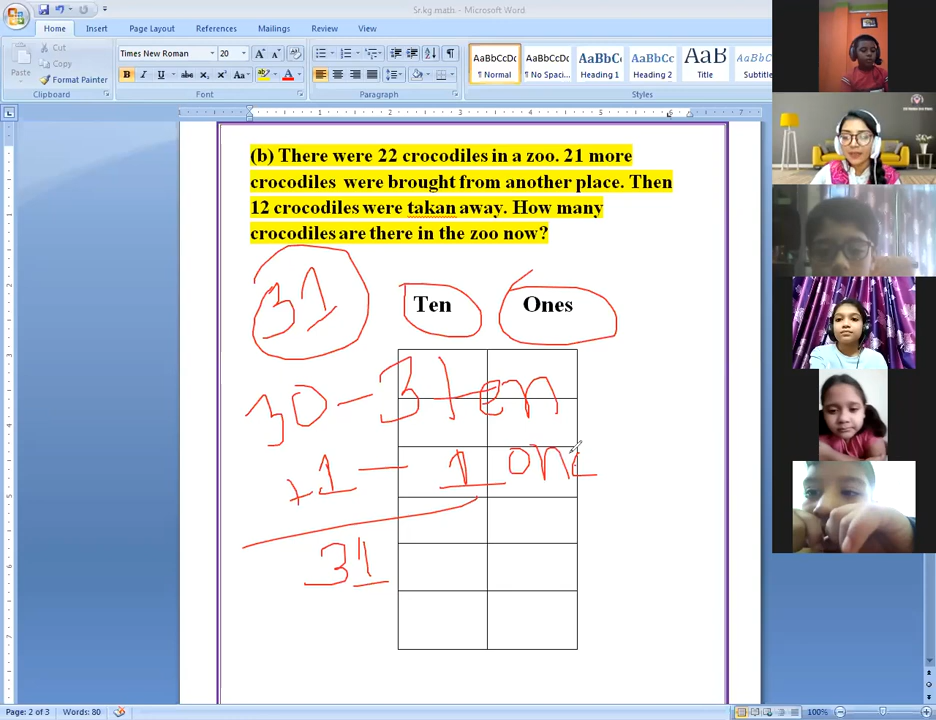 Sr.kg.math. - Microsoft Word
Home Insert Page Layout References Mailings Review View
Paste
Cut
Copy
Format Painter
Clipboard
Times New Roman 20
Font
Paragraph
AaBbCcDd AaBbCcDd AaBbCc AaBbCc AaB AaBbCc
¶ Normal ¶ No Spaci... Heading 1 Heading 2 Title Subtitle
Styles
(b) There were 22 crocodiles in a zoo. 21 more
crocodiles were brought from another place. Then
12 crocodiles were takan away. How many
crocodiles are there in the zoo now?
31
Ten Ones
30 - 3 ten
+1 - 1 one
31
Page: 2 of 3 Words: 80 100%